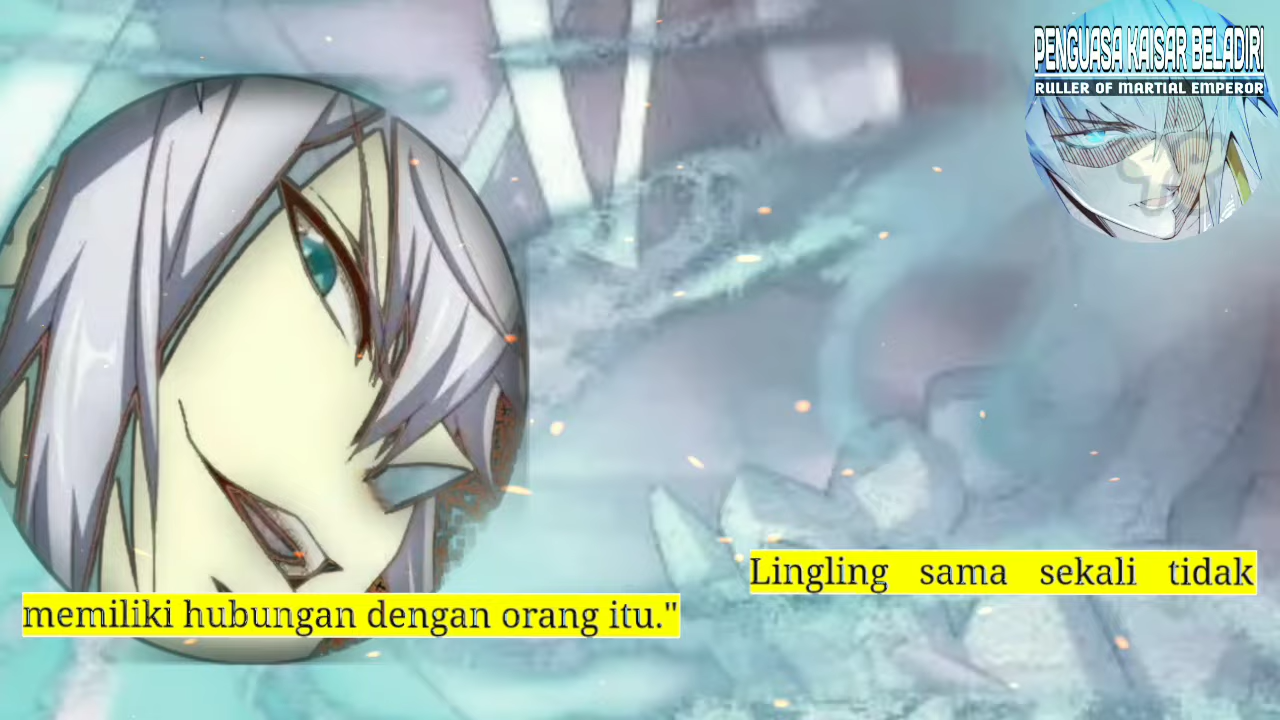 PENGUASA KAISAR BELADIRI
RULLER OF MARTIAL EMPEROR
Lingling sama sekali tidak
memiliki hubungan dengan orang itu."